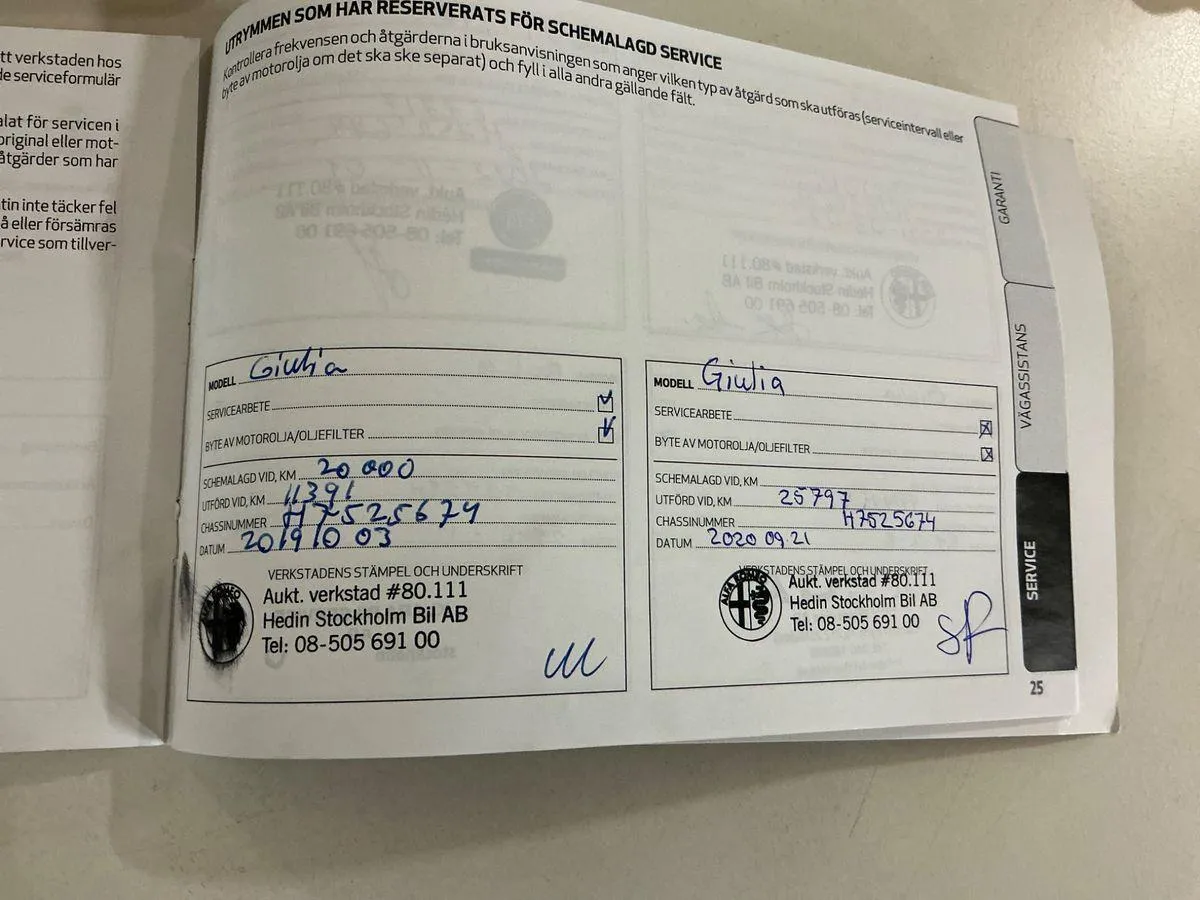 tt verkstaden hos
de serviceformulär
alat för servicen i
original eller mot-
åtgärder som har
tin inte täcker fel
å eller försämras
rvice som tillver-
UTRYMMEN SOM HAR RESERVERATS FÖR SCHEMALAGD SERVICE
Kontrollera frekvensen och åtgärderna i bruksanvisningen som anger vilken typ av åtgärd som ska utföras (serviceintervall eller
byte av motorolja om det ska ske separat) och fyll i alla andra gällande fält.
MODELL Giulia
SERVICEARBETE
BYTE AV MOTOROLJA/OLJEFILTER
SCHEMALAGD VID, KM 20 000
UTFÖRD VID, KM 11391
CHASSINUMMER H7525674
DATUM 2019 10 03
VERKSTADENS STÄMPEL OCH UNDERSKRIFT
Aukt. verkstad #80.111
Hedin Stockholm Bil AB
Tel: 08-505 691 00
MODELL Giulia
SERVICEARBETE
BYTE AV MOTOROLJA/OLJEFILTER
SCHEMALAGD VID, KM
UTFÖRD VID, KM 25797
CHASSINUMMER H7525674
DATUM 2020 09.21
VERKSTADENS STÄMPEL OCH UNDERSKRIFT
ALFA ROMEO
Aukt. verkstad #80.111
Hedin Stockholm Bil AB
Tel: 08-505 691 00
GARANTI
VÄGASSISTANS
SERVICE
25